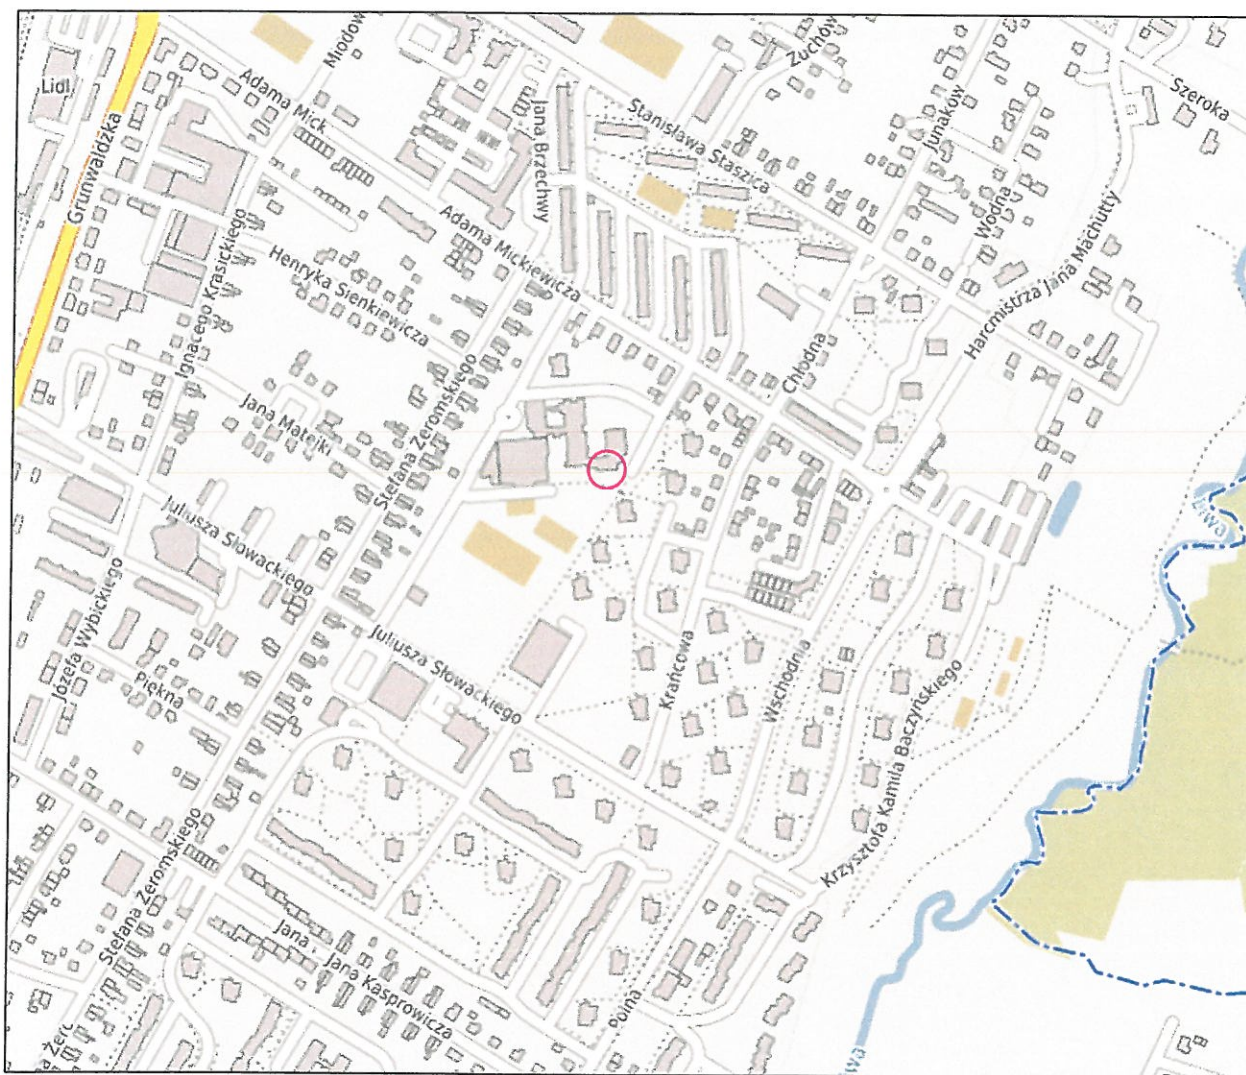 Lidl
Grunwaldzka
Adama Mick
Miodow
Jana Brzechwy
Stanisława Staszica
Żuchów
Junaków
Szeroka
Wodna
Harcmistrza Jana Machutty
Ignacego Krasickiego
Henryka Sienkiewicza
Adama Mickiewicza
Jana Matejki
Stefana Żeromskiego
Chłodna
Juliusza Słowackiego
Józefa Wybickiego
Piękna
Juliusza Słowackiego
Krańcowa
Wschodnia
Krzysztofa Kamila Baczyńskiego
Stefana Żeromskiego
Jana
Jana Kasprowicza
Polna